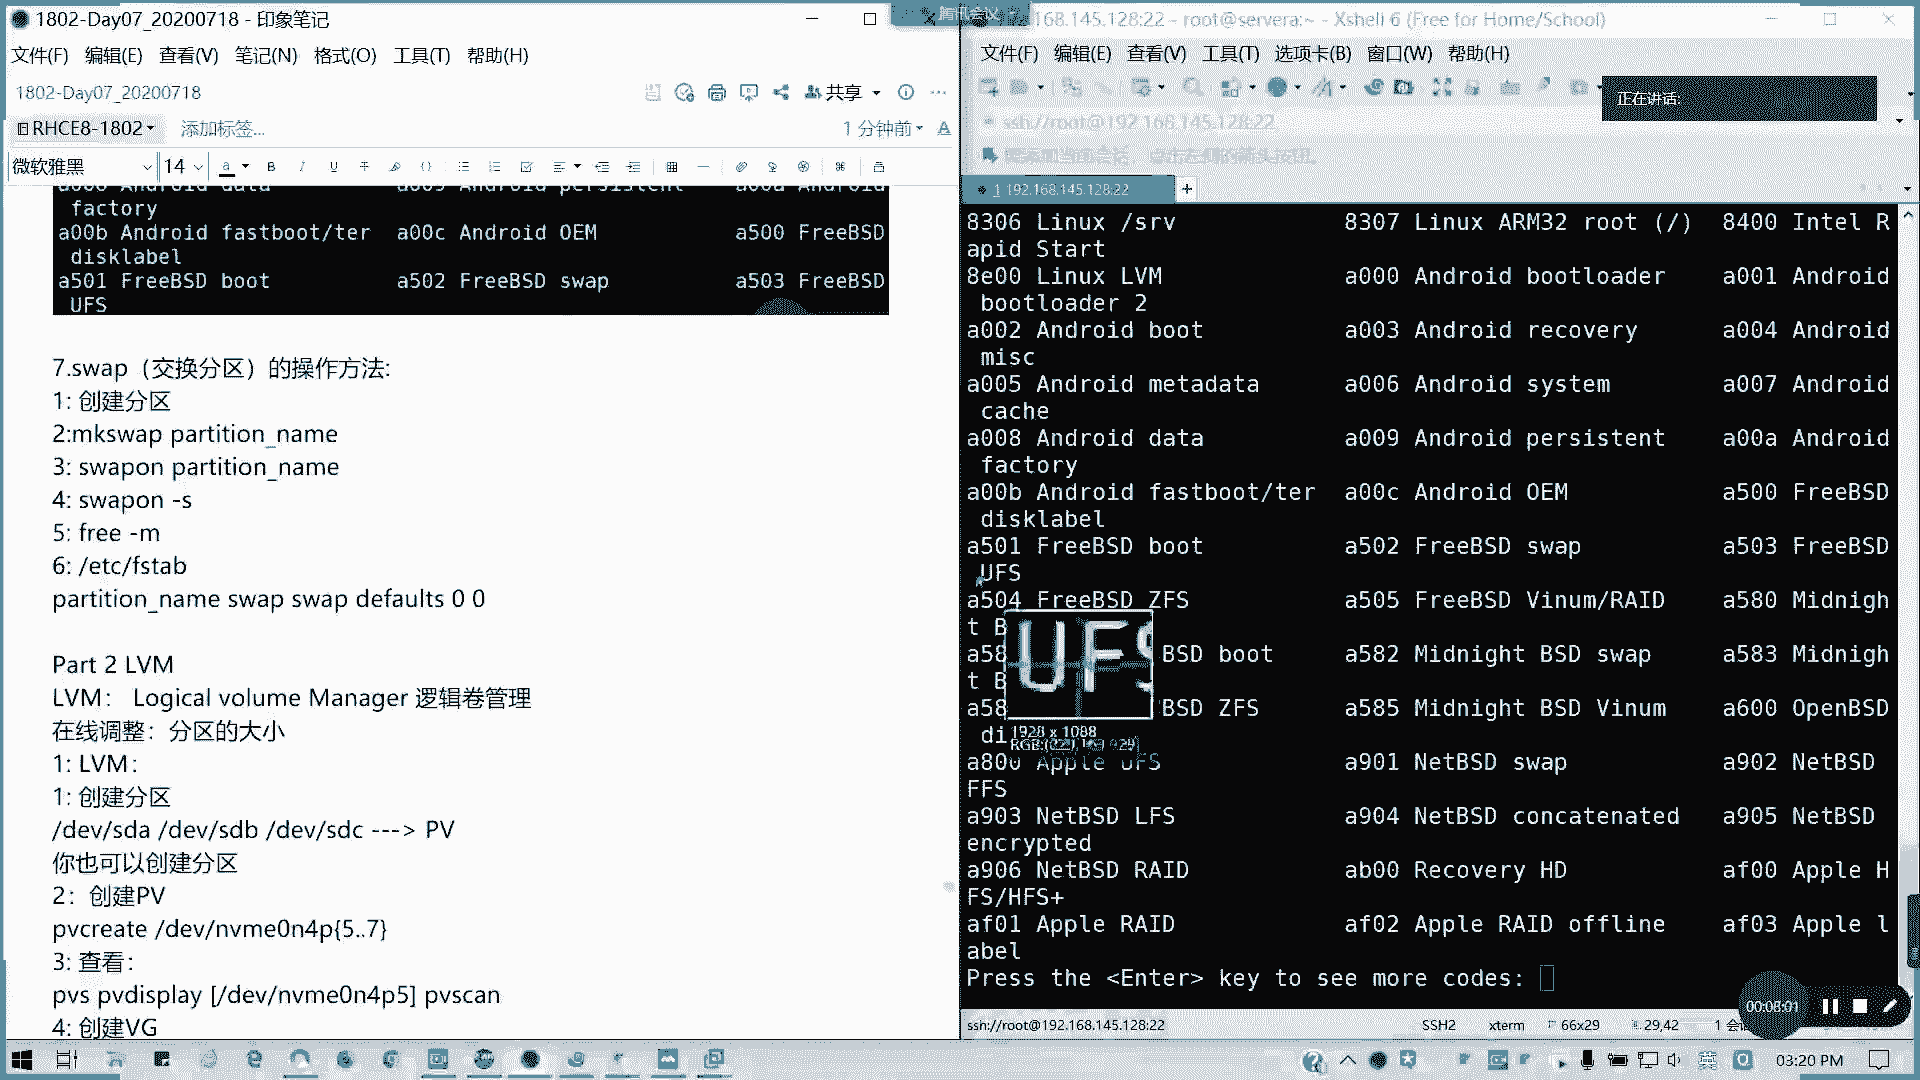 1802-Day07_20200718 - 印象笔记
文件(F) 编辑(E) 查看(V) 笔记(N) 格式(O) 工具(T) 帮助(H)
1802-Day07_20200718
共享
RHCE8-1802
添加标签...
1 分钟前
微软雅黑 14
factory
a00b Android fastboot/ter a00c Android OEM a500 FreeBSD
disklabel
a501 FreeBSD boot a502 FreeBSD swap a503 FreeBSD
UFS
7.swap（交换分区）的操作方法:
1: 创建分区
2:mkswap partition_name
3: swapon partition_name
4: swapon -s
5: free -m
6: /etc/fstab
partition_name swap swap defaults 0 0
Part 2 LVM
LVM： Logical volume Manager 逻辑卷管理
在线调整：分区的大小
1: LVM：
1: 创建分区
/dev/sda /dev/sdb /dev/sdc ---> PV
你也可以创建分区
2：创建PV
pvcreate /dev/nvme0n4p{5..7}
3: 查看：
pvs pvdisplay [/dev/nvme0n4p5] pvscan
4: 创建VG
腾讯会议
192.168.145.128:22 - root@servera:~ - Xshell 6 (Free for Home/School)
文件(F) 编辑(E) 查看(V) 工具(T) 选项卡(B) 窗口(W) 帮助(H)
正在讲话:
ssh://root@192.168.145.128:22
1 192.168.145.128:22
8306 Linux /srv 8307 Linux ARM32 root (/) 8400 Intel R
apid Start
8e00 Linux LVM a000 Android bootloader a001 Android
bootloader 2
a002 Android boot a003 Android recovery a004 Android
misc
a005 Android metadata a006 Android system a007 Android
cache
a008 Android data a009 Android persistent a00a Android
factory
a00b Android fastboot/ter a00c Android OEM a500 FreeBSD
disklabel
a501 FreeBSD boot a502 FreeBSD swap a503 FreeBSD
UFS
a504 FreeBSD ZFS a505 FreeBSD Vinum/RAID a580 Midnigh
t B
a58 BSD boot a582 Midnight BSD swap a583 Midnigh
t B
a58 BSD ZFS a585 Midnight BSD Vinum a600 OpenBSD
di
UFS
1928 x 1088
a800 Apple UFS a901 NetBSD swap a902 NetBSD
FFS
a903 NetBSD LFS a904 NetBSD concatenated a905 NetBSD
encrypted
a906 NetBSD RAID ab00 Recovery HD af00 Apple H
FS/HFS+
af01 Apple RAID af02 Apple RAID offline af03 Apple l
abel
Press the <Enter> key to see more codes:
00:08:01
ssh://root@192.168.145.128:22 SSH2 xterm 66x29 29,42
英
03:20 PM